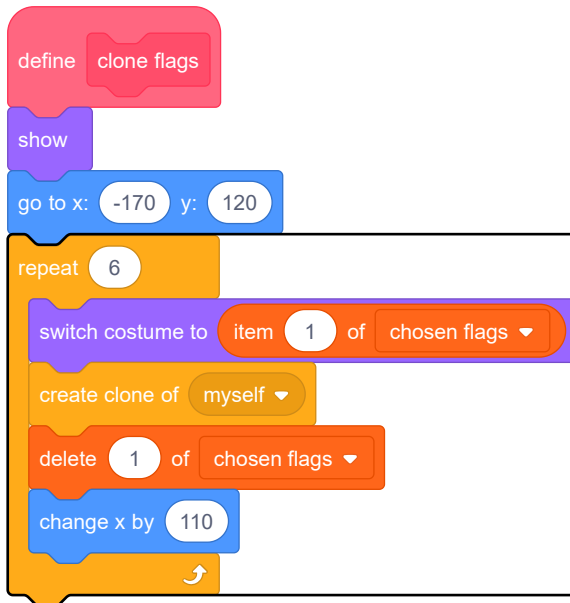 define clone flags
show
go to x: -170 y: 120
repeat 6
switch costume to item 1 of chosen flags
create clone of myself
delete 1 of chosen flags
change x by 110